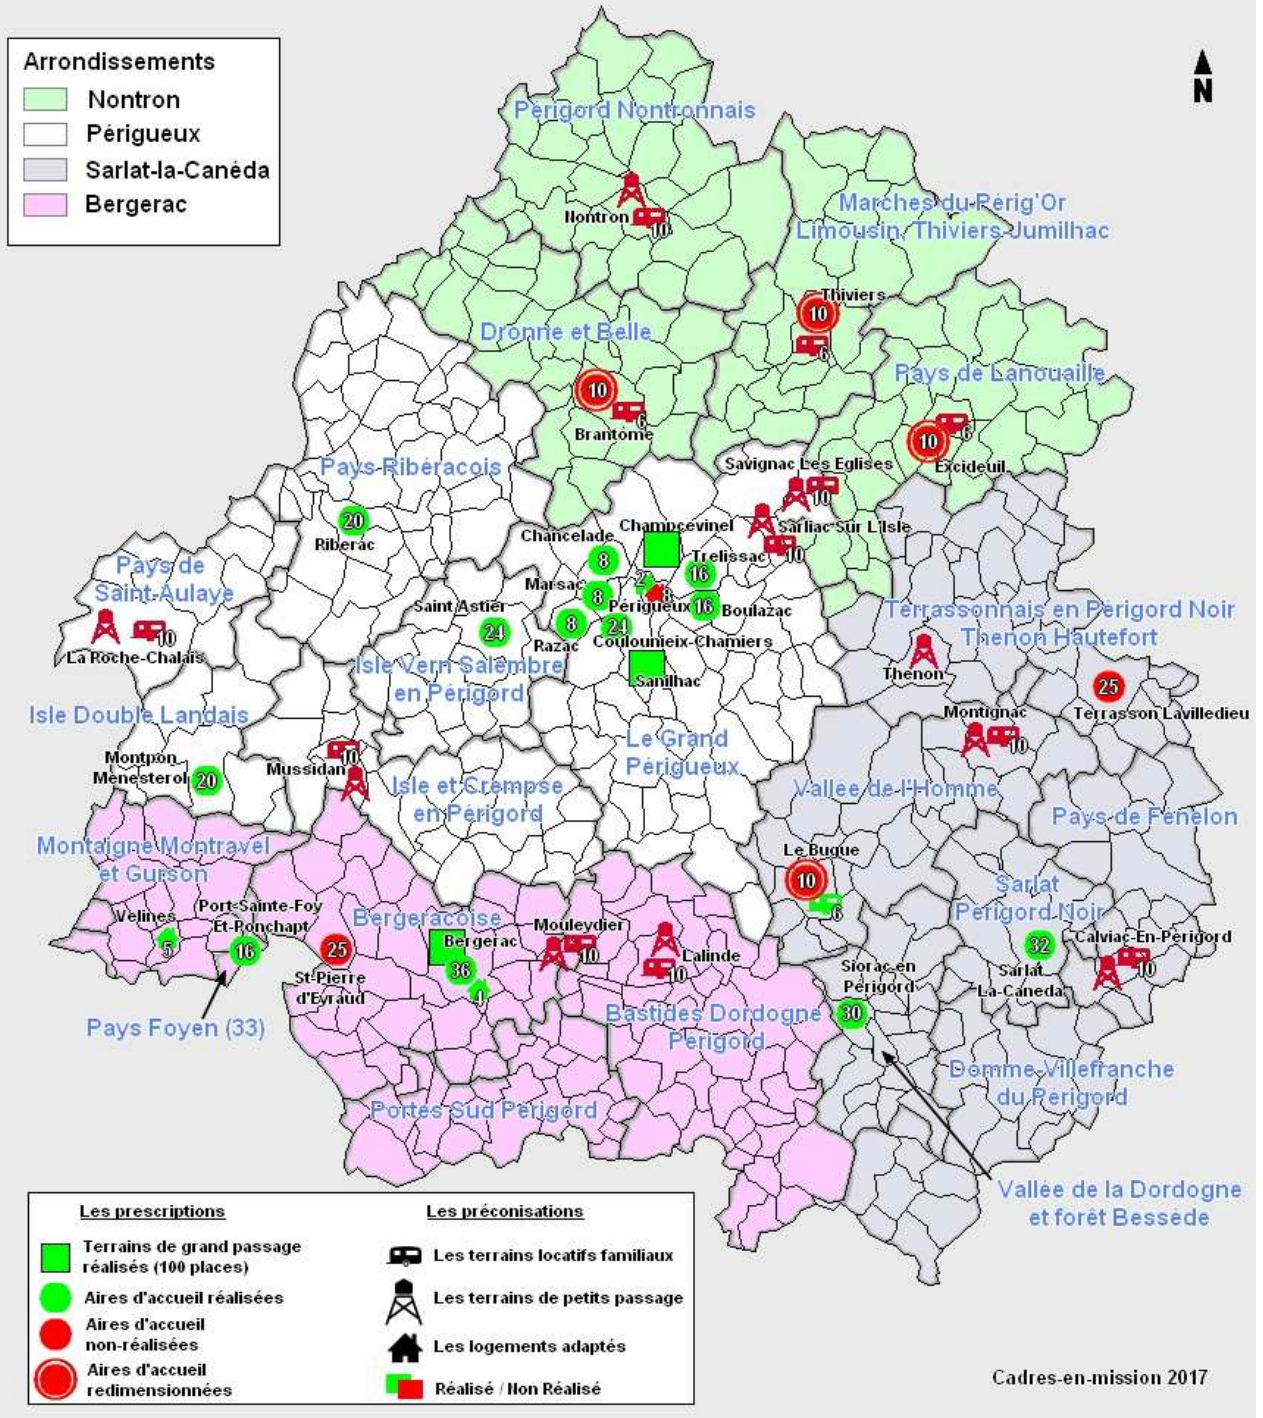 Arrondissements
Nontron
Périgueux
Sarlat-la-Canéda
Bergerac
N
Périgord Nontronnais
Nontron
10
Marches du Périg'Or
Limousin, Thiviers-Jumilhac
Thiviers
10
6
Dronne et Belle
10
6
Brantôme
Pays de Lanouaille
6
10
Excideuil
Savignac Les Eglises
10
Sarliac Sur L'Isle
10
Pays Ribéracois
20
Riberac
Champcevinel
Chancelade
8
Trelissac
16
Marsac
8
2
8
Périgueux
16
Boulazac
Razac
8
24
Coulounieix-Chamiers
Sanilhac
Le Grand
Périgueux
Pays de
Saint-Aulaye
10
La Roche-Chalais
Saint Astier
24
Isle Vern Salembre
en Périgord
Isle Double Landais
Montpon
Ménesterol
20
Mussidan
10
Isle et Crempse
en Périgord
Terrassonnais en Périgord Noir
Thenon Hautefort
Thenon
25
Terrasson Lavilledieu
Montignac
10
Vallée de l'Homme
Pays de Fénelon
Le Bugue
10
6
Sarlat
Périgord Noir
32
Sarlat
La-Caneda
Calviac-En-Périgord
10
Siorac en
Périgord
30
Domme-Villefranche
du Périgord
Vallée de la Dordogne
et forêt Bessède
Montaigne Montravel
et Gurson
Velines
5
Port-Sainte-Foy
Et-Ponchapt
16
Pays Foyen (33)
25
St-Pierre
d'Eyraud
Bergeracoise
Bergerac
36
4
Mouleydier
10
Lalinde
10
Bastides Dordogne
Périgord
Portes Sud Périgord
Les prescriptions
Terrains de grand passage
réalisés (100 places)
Aires d'accueil réalisées
Aires d'accueil
non-réalisées
Aires d'accueil
redimensionnées
Les préconisations
Les terrains locatifs familiaux
Les terrains de petits passage
Les logements adaptés
Réalisé / Non Réalisé
Cadres-en-mission 2017